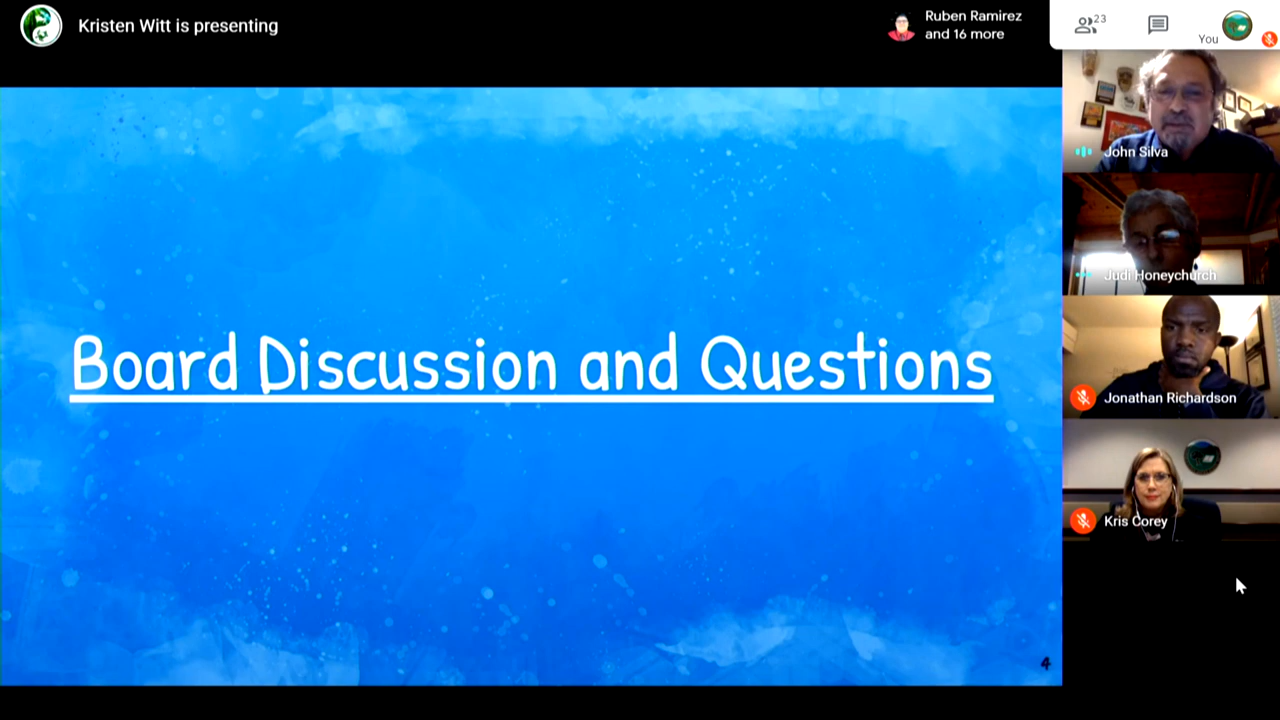 Kristen Witt is presenting
Ruben Ramirez
and 16 more
23
You
John Silva
Judi Honeychurch
Jonathan Richardson
Kris Corey
Board Discussion and Questions
4